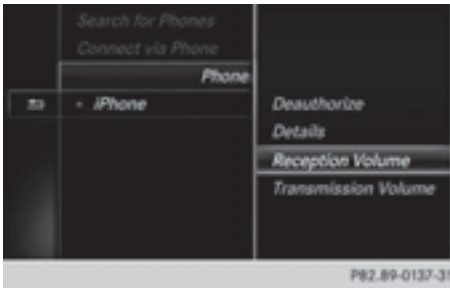 Search for Phones
Connect via Phone
Phone
iPhone
Deauthorize
Details
Reception Volume
Transmission Volume
P82.89-0137-31